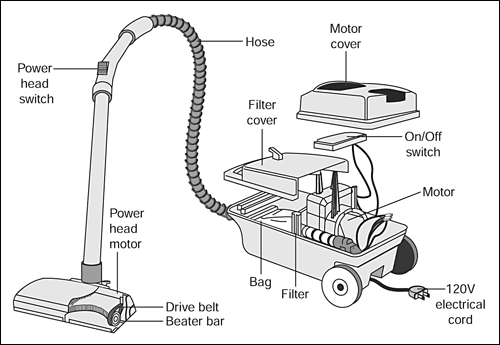 Hose
Motor
cover
Power
head
switch
Filter
cover
On/Off
switch
Motor
Power
head
motor
Bag
Filter
120V
electrical
cord
Drive belt
Beater bar